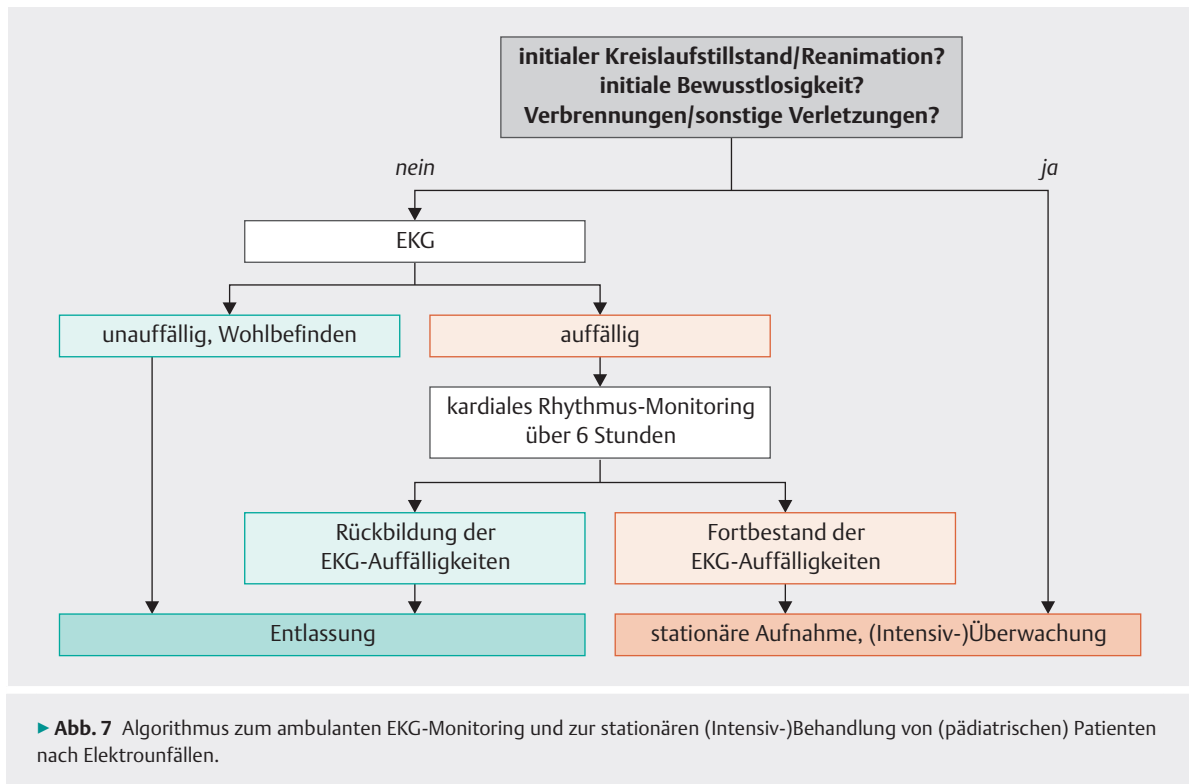 initialer Kreislaufstillstand/Reanimation?
initiale Bewusstlosigkeit?
Verbrennungen/sonstige Verletzungen?
nein
ja
EKG
unauffällig, Wohlbefinden
auffällig
kardiales Rhythmus-Monitoring
über 6 Stunden
Rückbildung der
EKG-Auffälligkeiten
Fortbestand der
EKG-Auffälligkeiten
Entlassung
stationäre Aufnahme, (Intensiv-)Überwachung
▶ Abb. 7 Algorithmus zum ambulanten EKG-Monitoring und zur stationären (Intensiv-)Behandlung von (pädiatrischen) Patienten
nach Elektrounfällen.